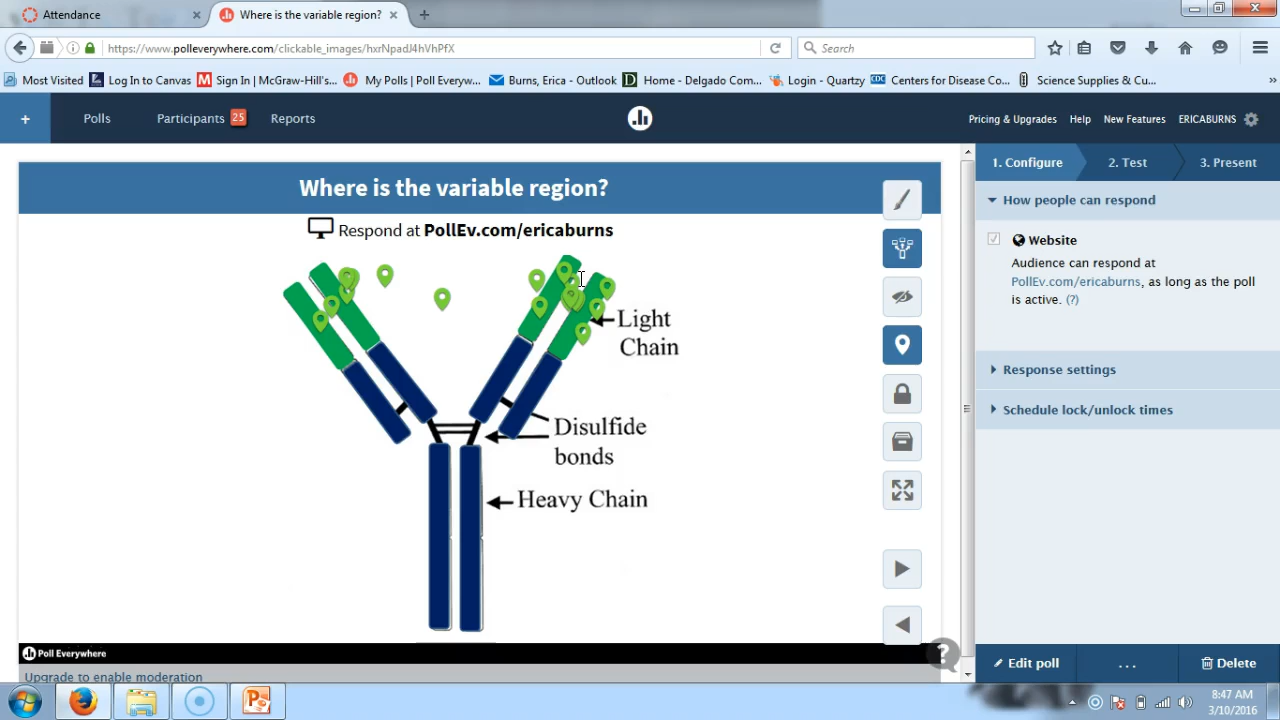 Attendance
Where is the variable region?
https://www.polleverywhere.com/clickable_images/hxrNpadJ4hVhPfX
Search
Most Visited
Log In to Canvas
Sign In | McGraw-Hill's...
My Polls | Poll Everyw...
Burns, Erica - Outlook
Home - Delgado Com...
Login - Quartzy
Centers for Disease Co...
Science Supplies & Cu...
+
Polls
Participants 25
Reports
Pricing & Upgrades
Help
New Features
ERICABURNS
Where is the variable region?
Respond at PollEv.com/ericaburns
Light
Chain
Disulfide
bonds
Heavy Chain
Poll Everywhere
Upgrade to enable moderation
1. Configure
2. Test
3. Present
How people can respond
Website
Audience can respond at
PollEv.com/ericaburns, as long as the poll
is active. (?)
Response settings
Schedule lock/unlock times
Edit poll
...
Delete
8:47 AM
3/10/2016